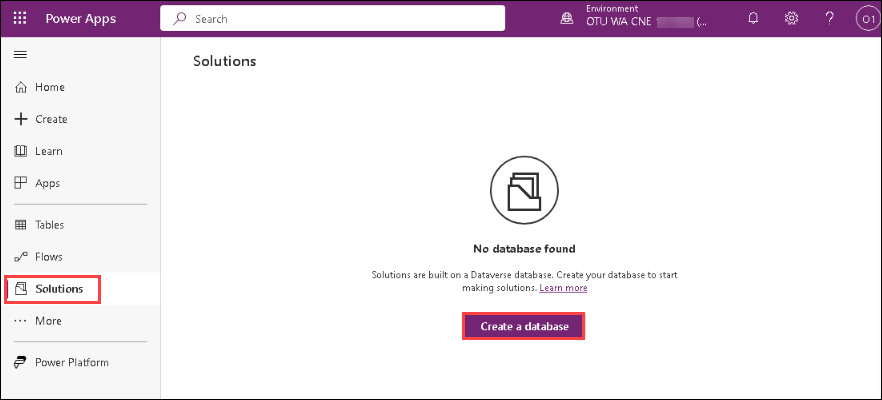 Power Apps
Search
Environment
OTU WA CNE (...
O1
Solutions
Home
Create
Learn
Apps
Tables
Flows
Solutions
More
Power Platform
No database found
Solutions are built on a Dataverse database. Create your database to start
making solutions. Learn more
Create a database